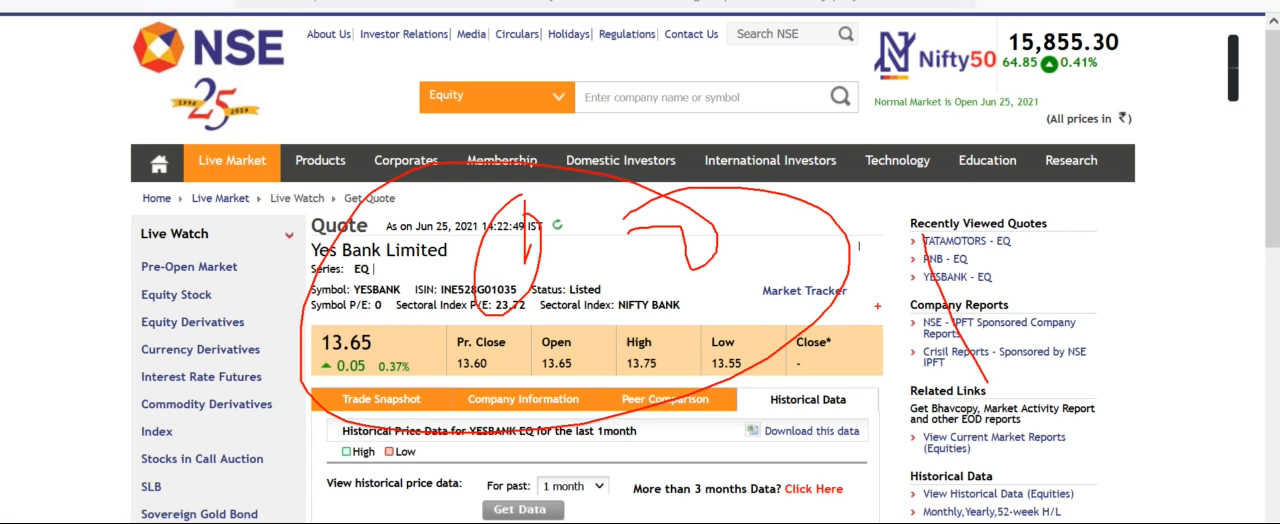 NSE
1994 25 2019
About Us| Investor Relations| Media| Circulars| Holidays| Regulations| Contact Us
Search NSE
Equity
Enter company name or symbol
Nifty50
15,855.30
64.85 0.41%
Normal Market is Open Jun 25, 2021
(All prices in ₹)
Live Market Products Corporates Membership Domestic Investors International Investors Technology Education Research
Home Live Market Live Watch Get Quote
Live Watch
Pre-Open Market
Equity Stock
Equity Derivatives
Currency Derivatives
Interest Rate Futures
Commodity Derivatives
Index
Stocks in Call Auction
SLB
Sovereign Gold Bond
Quote As on Jun 25, 2021 14:22:49 IST
Yes Bank Limited
Series: EQ |
Symbol: YESBANK ISIN: INE528G01035 Status: Listed
Market Tracker
Symbol P/E: 0 Sectoral Index P/E: 23.72 Sectoral Index: NIFTY BANK
+
13.65 Pr. Close Open High Low Close*
0.05 0.37% 13.60 13.65 13.75 13.55 -
Trade Snapshot Company Information Peer Comparison Historical Data
Historical Price Data for YESBANK EQ for the last 1month Download this data
High Low
View historical price data: For past: 1 month More than 3 months Data? Click Here
Get Data
Recently Viewed Quotes
TATAMOTORS - EQ
PNB - EQ
YESBANK - EQ
Company Reports
NSE - IPFT Sponsored Company
Reports
Crisil Reports - Sponsored by NSE
IPFT
Related Links
Get Bhavcopy, Market Activity Report
and other EOD reports
View Current Market Reports
(Equities)
Historical Data
View Historical Data (Equities)
Monthly,Yearly,52-week H/L